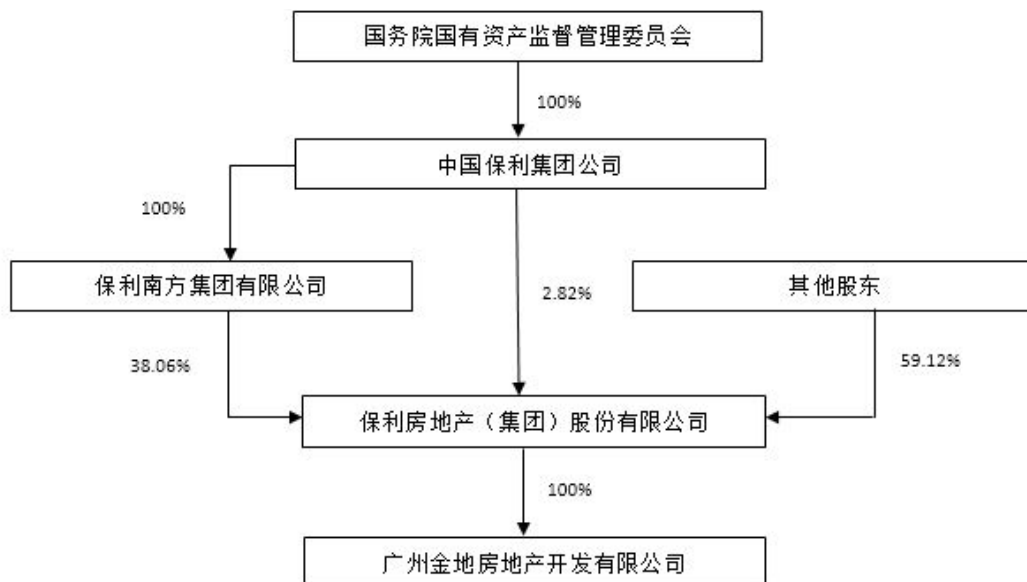 国务院国有资产监督管理委员会
100%
中国保利集团公司
100%
保利南方集团有限公司
2.82%
其他股东
38.06%
59.12%
保利房地产（集团）股份有限公司
100%
广州金地房地产开发有限公司